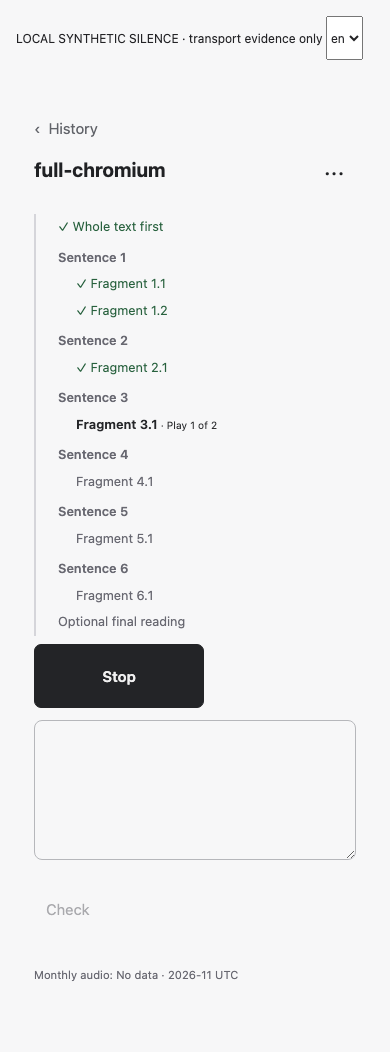 LOCAL SYNTHETIC SILENCE · transport evidence only en
‹ History
full-chromium ...
✓ Whole text first
Sentence 1
✓ Fragment 1.1
✓ Fragment 1.2
Sentence 2
✓ Fragment 2.1
Sentence 3
Fragment 3.1 · Play 1 of 2
Sentence 4
Fragment 4.1
Sentence 5
Fragment 5.1
Sentence 6
Fragment 6.1
Optional final reading
Stop
Check
Monthly audio: No data · 2026-11 UTC